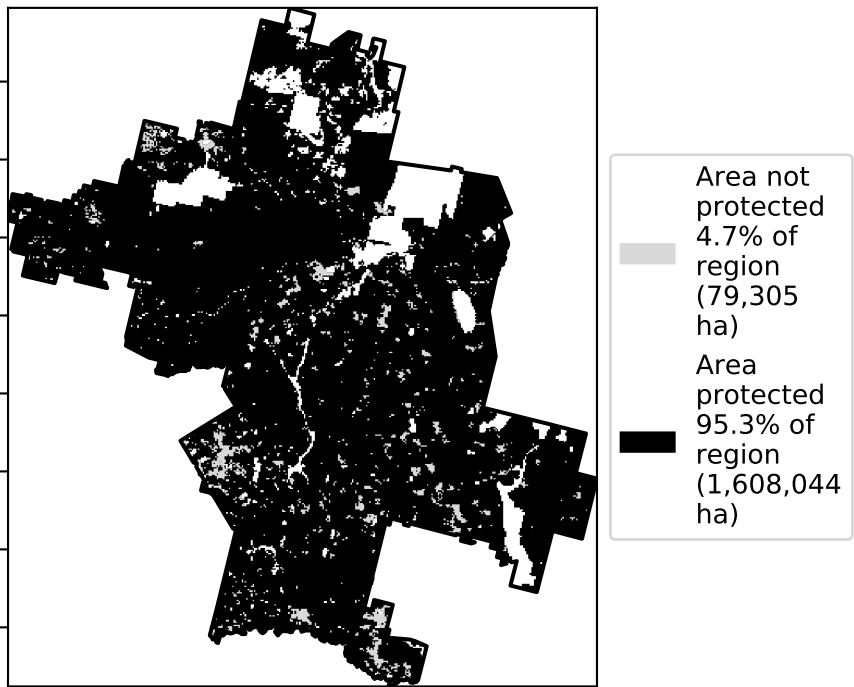 Area not
protected
4.7% of
region
(79,305
ha)
Area
protected
95.3% of
region
(1,608,044
ha)